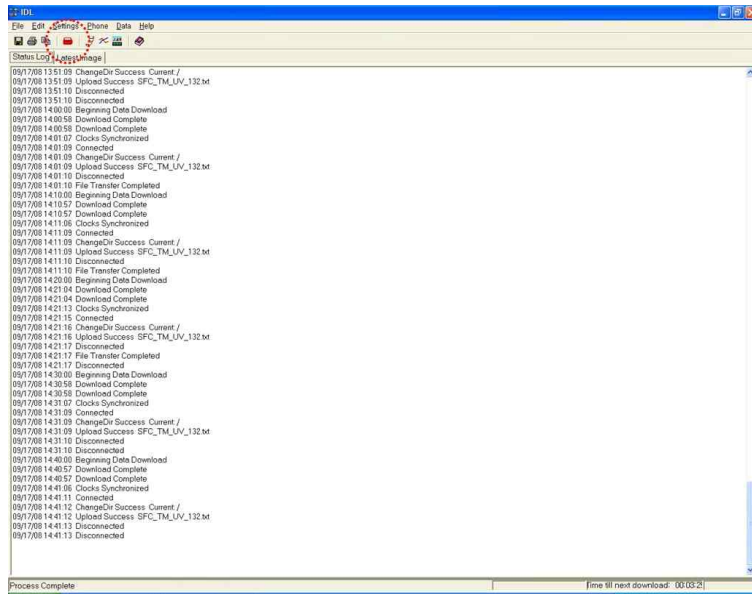 IDL
File Edit Settings Phone Data Help
Status Log Latest Image
09/17/08 13:51:09 ChangeDir Success Current:/
09/17/08 13:51:09 Upload Success SFC_TM_UV_132.txt
09/17/08 13:51:10 Disconnected
09/17/08 13:51:10 Disconnected
09/17/08 14:00:00 Beginning Data Download
09/17/08 14:00:58 Download Complete
09/17/08 14:00:58 Download Complete
09/17/08 14:01:07 Clocks Synchronized
09/17/08 14:01:09 Connected
09/17/08 14:01:09 ChangeDir Success Current:/
09/17/08 14:01:09 Upload Success SFC_TM_UV_132.txt
09/17/08 14:01:10 Disconnected
09/17/08 14:01:10 File Transfer Completed
09/17/08 14:10:00 Beginning Data Download
09/17/08 14:10:57 Download Complete
09/17/08 14:10:57 Download Complete
09/17/08 14:11:06 Clocks Synchronized
09/17/08 14:11:09 Connected
09/17/08 14:11:09 ChangeDir Success Current:/
09/17/08 14:11:09 Upload Success SFC_TM_UV_132.txt
09/17/08 14:11:10 Disconnected
09/17/08 14:11:10 File Transfer Completed
09/17/08 14:20:00 Beginning Data Download
09/17/08 14:21:04 Download Complete
09/17/08 14:21:04 Download Complete
09/17/08 14:21:13 Clocks Synchronized
09/17/08 14:21:15 Connected
09/17/08 14:21:16 ChangeDir Success Current:/
09/17/08 14:21:16 Upload Success SFC_TM_UV_132.txt
09/17/08 14:21:17 Disconnected
09/17/08 14:21:17 File Transfer Completed
09/17/08 14:21:17 Disconnected
09/17/08 14:30:00 Beginning Data Download
09/17/08 14:30:58 Download Complete
09/17/08 14:30:58 Download Complete
09/17/08 14:31:07 Clocks Synchronized
09/17/08 14:31:09 Connected
09/17/08 14:31:09 ChangeDir Success Current:/
09/17/08 14:31:09 Upload Success SFC_TM_UV_132.txt
09/17/08 14:31:10 Disconnected
09/17/08 14:31:10 Disconnected
09/17/08 14:40:00 Beginning Data Download
09/17/08 14:40:57 Download Complete
09/17/08 14:40:57 Download Complete
09/17/08 14:41:06 Clocks Synchronized
09/17/08 14:41:11 Connected
09/17/08 14:41:12 ChangeDir Success Current:/
09/17/08 14:41:12 Upload Success SFC_TM_UV_132.txt
09/17/08 14:41:13 Disconnected
09/17/08 14:41:13 Disconnected
Process Complete
Time till next download: